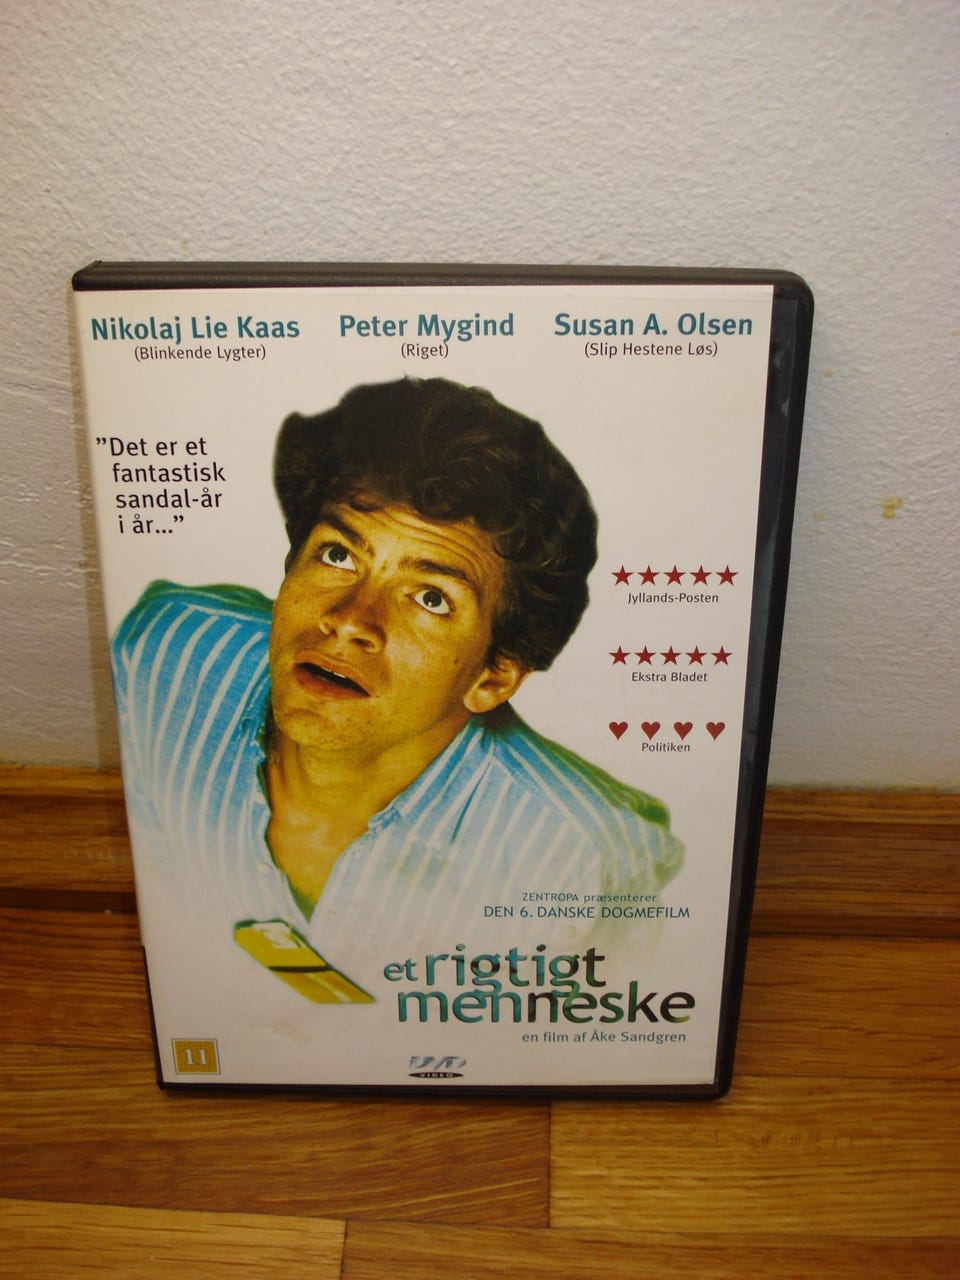 Nikolaj Lie Kaas
(Blinkende Lygter)
Peter Mygind
(Riget)
Susan A. Olsen
(Slip Hestene Løs)
”Det er et
fantastisk
sandal-år
i år...”
★★★★★
Jyllands-Posten
★★★★★
Ekstra Bladet
♥ ♥ ♥ ♥
Politiken
ZENTROPA præsenterer
DEN 6. DANSKE DOGMEFILM
et rigtigt
menneske
en film af Åke Sandgren
11
DVD
VIDEO